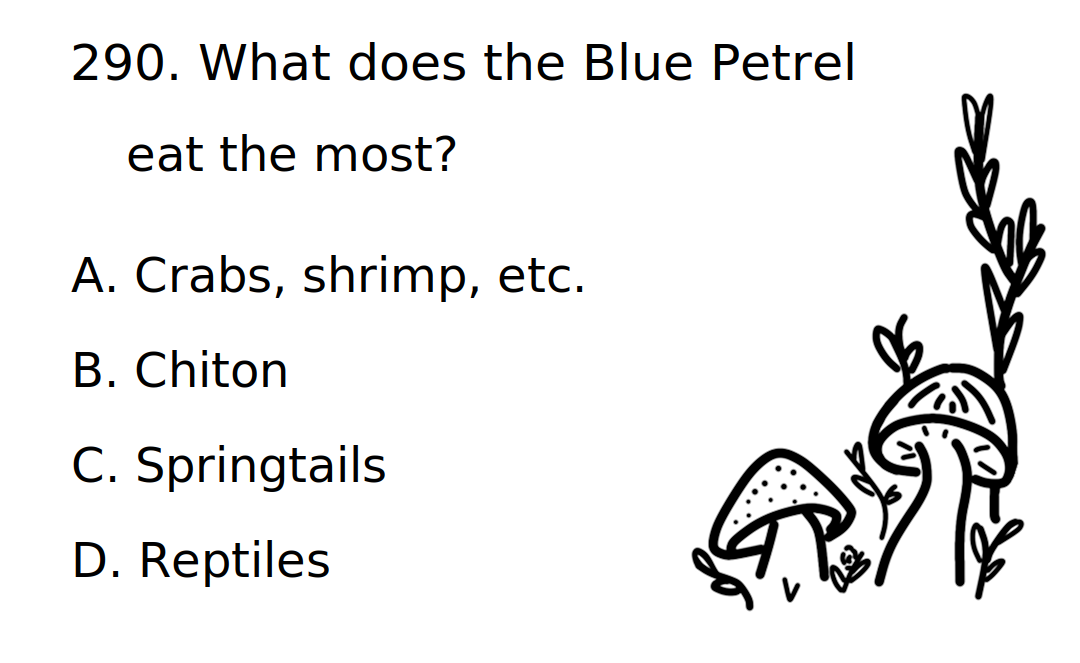 290. What does the Blue Petrel
eat the most?
A. Crabs, shrimp, etc.
B. Chiton
C. Springtails
D. Reptiles